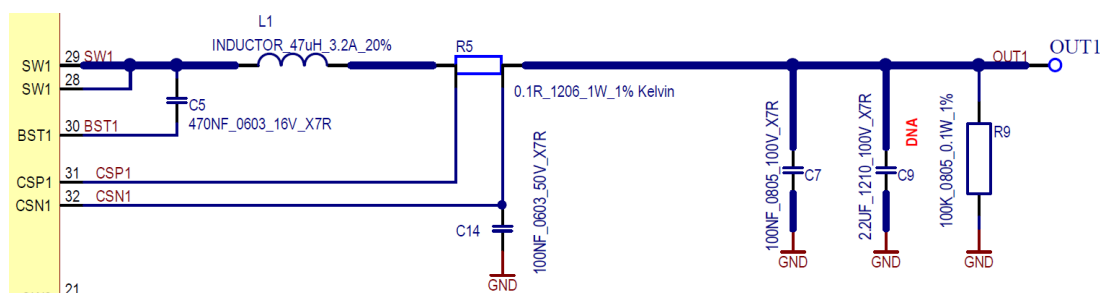 L1
INDUCTOR_47uH_3.2A_20%
R5
OUT1
OUT1
SW1 29 SW1
SW1 28
C5
470NF_0603_16V_X7R
BST1 30 BST1
0.1R_1206_1W_1% Kelvin
CSP1 31 CSP1
CSN1 32 CSN1
C14
100NF_0603_50V_X7R
GND
100NF_0805_100V_X7R
C7
GND
2.2UF_1210_100V_X7R
C9
DNA
GND
100K_0805_0.1W_1%
R9
GND
21